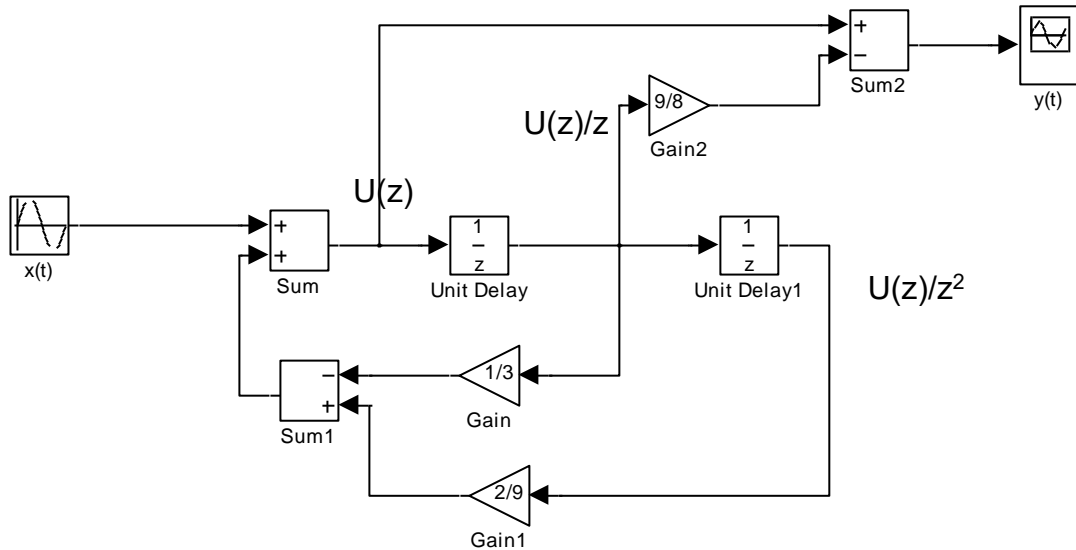 +
−
Sum2
y(t)
9/8
Gain2
U(z)/z
U(z)
x(t)
+
+
Sum
1
z
Unit Delay
1
z
Unit Delay1
U(z)/z²
−
+
Sum1
1/3
Gain
2/9
Gain1